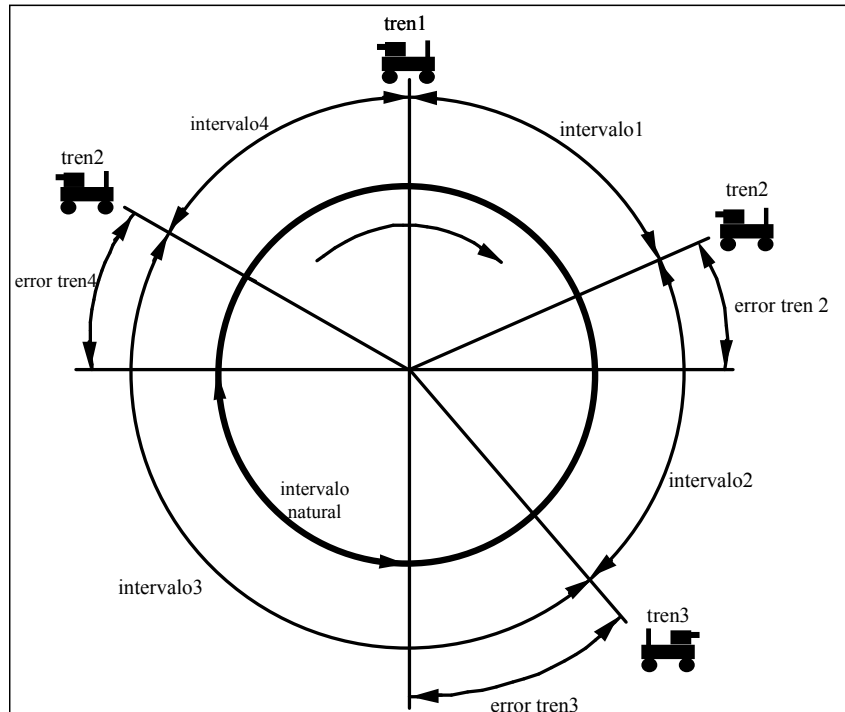 tren1
intervalo4
intervalo1
tren2
tren2
error tren4
error tren 2
intervalo
natural
intervalo2
intervalo3
tren3
error tren3